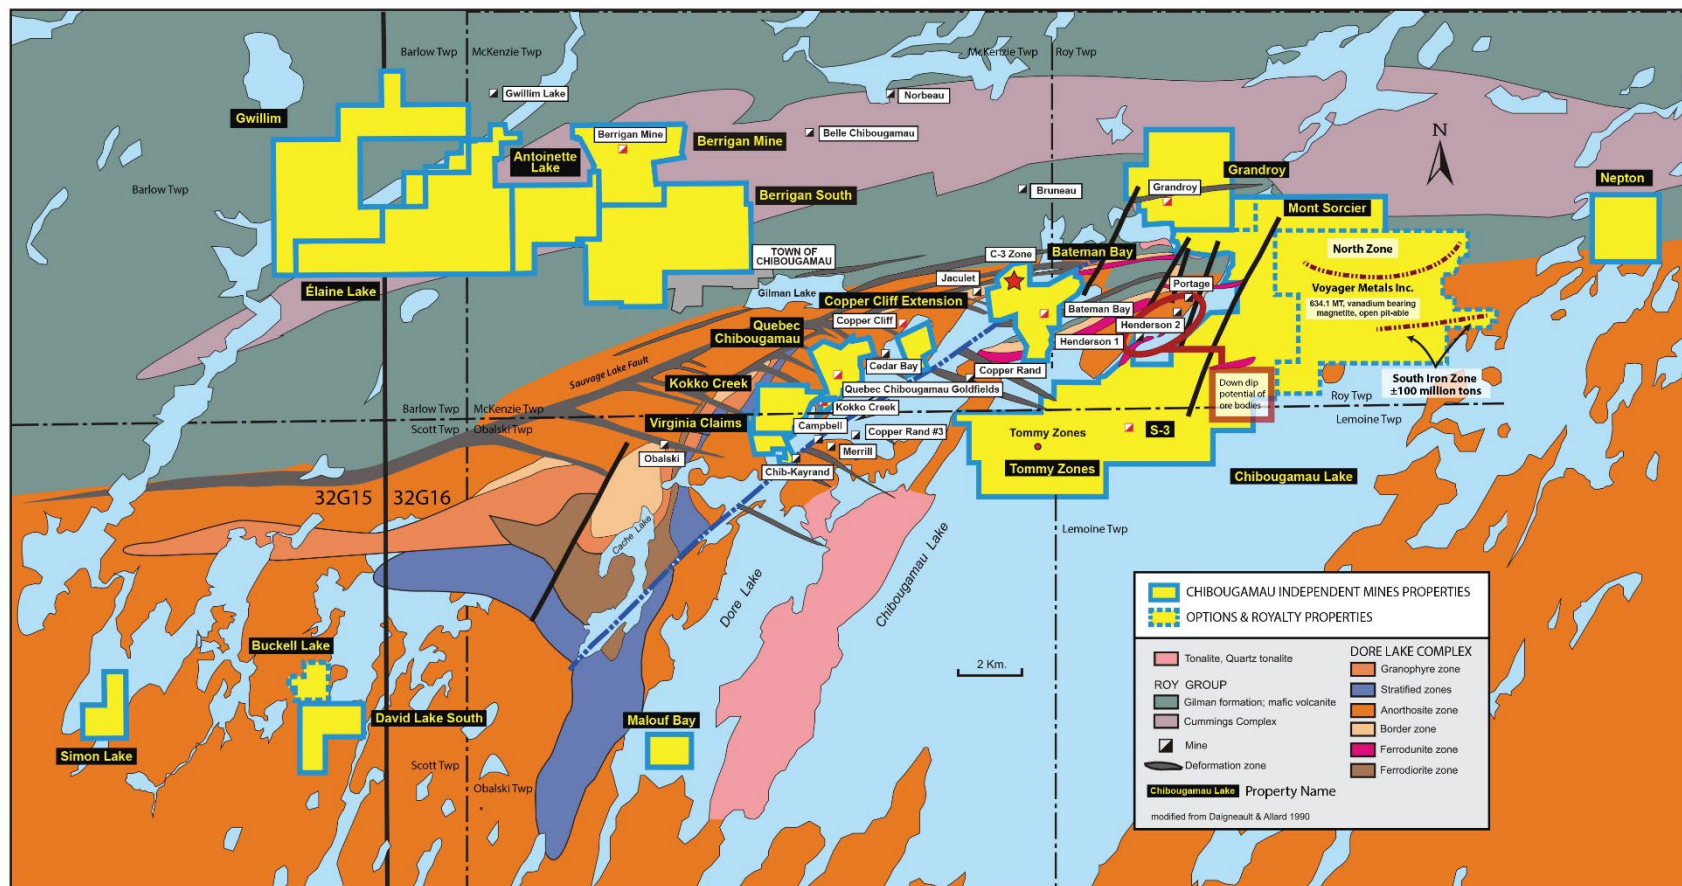 Barlow Twp
McKenzie Twp
McKenzie Twp
Roy Twp
Gwillim Lake
Norbeau
Gwillim
Berrigan Mine
Belle Chibougamau
Berrigan Mine
Antoinette
Lake
N
Grandroy
Nepton
Barlow Twp
McKenzie Twp
Berrigan South
Bruneau
Grandroy
Mont Sorcier
TOWN OF
CHIBOUGAMAU
C-3 Zone
Bateman Bay
North Zone
Élaine Lake
Gilman Lake
Jaculet
Portage
Voyager Metals Inc.
634.1 MT, vanadium bearing
magnetite, open pit-able
Copper Cliff Extension
Bateman Bay
Copper Cliff
Henderson 2
Quebec
Chibougamau
Henderson 1
Sauvage Lake Fault
Cedar Bay
Copper Rand
South Iron Zone
±100 million tons
Kokko Creek
Quebec Chibougamau Goldfields
Down dip
potential of
ore bodies
Roy Twp
Barlow Twp
McKenzie Twp
Kokko Creek
Lemoine Twp
Scott Twp
Obalski Twp
Virginia Claims
Campbell
Copper Rand #3
Tommy Zones
S-3
Obalski
Merrill
Chib-Kayrand
Tommy Zones
Chibougamau Lake
32G15
32G16
Lemoine Twp
Cache Lake
Dore Lake
Chibougamau Lake
CHIBOUGAMAU INDEPENDENT MINES PROPERTIES
OPTIONS & ROYALTY PROPERTIES
Buckell Lake
2 Km.
Tonalite, Quartz tonalite
ROY GROUP
Gilman formation; mafic volcanite
Cummings Complex
Mine
Deformation zone
Chibougamau Lake
Property Name
modified from Daigneault & Allard 1990
DORE LAKE COMPLEX
Granophyre zone
Stratified zones
Anorthosite zone
Border zone
Ferrodunite zone
Ferrodiorite zone
David Lake South
Malouf Bay
Simon Lake
Scott Twp
Obalski Twp